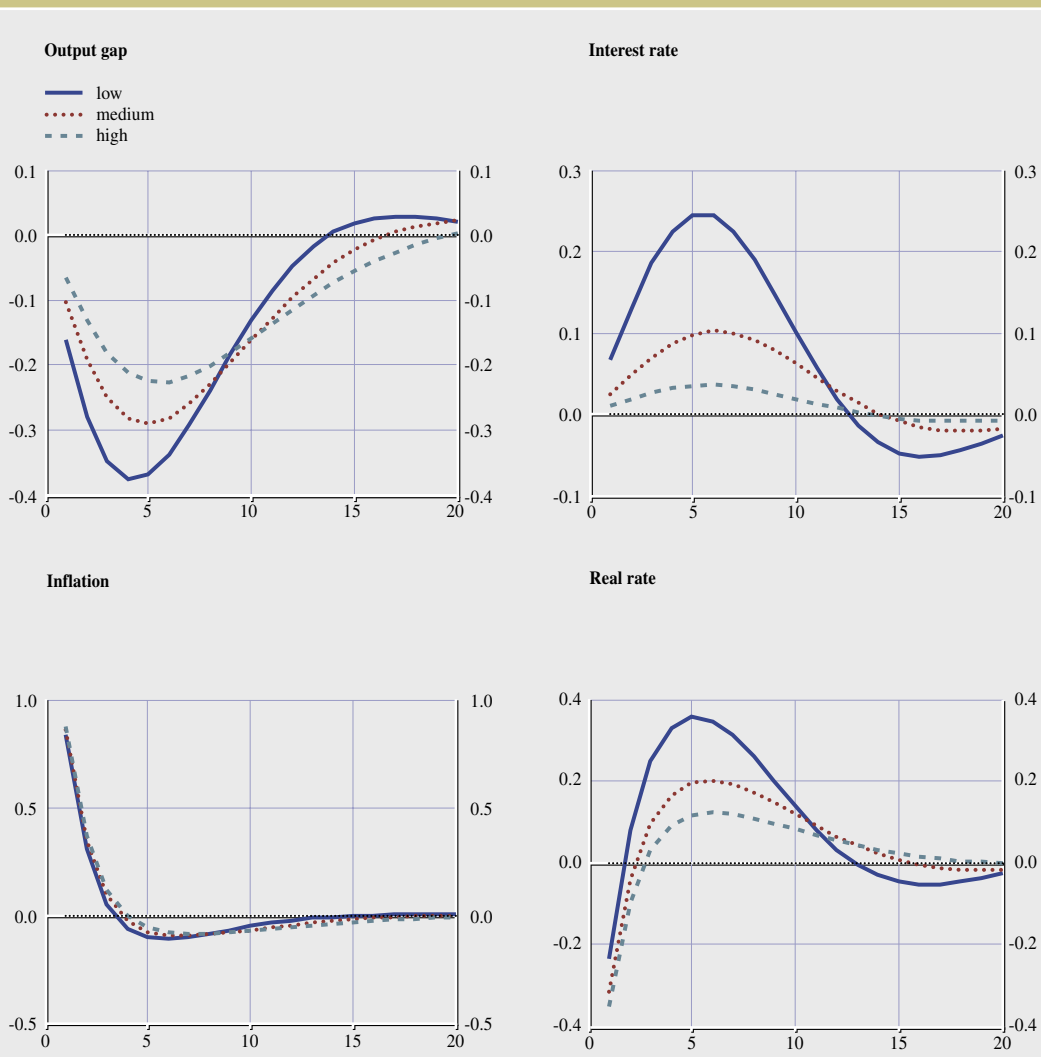 Output gap
low
medium
high
0.1 0.1
0.0 0.0
-0.1 -0.1
-0.2 -0.2
-0.3 -0.3
-0.4 -0.4
0 5 10 15 20
Interest rate
0.3 0.3
0.2 0.2
0.1 0.1
0.0 0.0
-0.1 -0.1
0 5 10 15 20
Inflation
1.0 1.0
0.5 0.5
0.0 0.0
-0.5 -0.5
0 5 10 15 20
Real rate
0.4 0.4
0.2 0.2
0.0 0.0
-0.2 -0.2
-0.4 -0.4
0 5 10 15 20